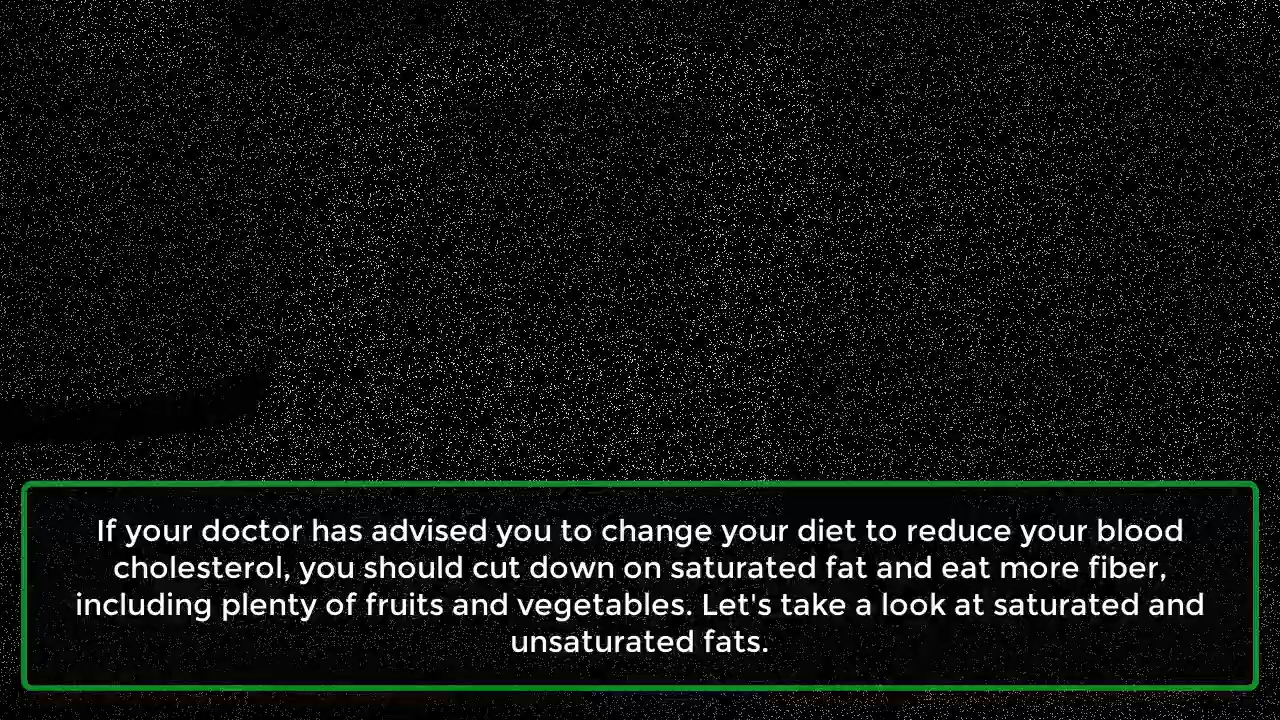 If your doctor has advised you to change your diet to reduce your blood
cholesterol, you should cut down on saturated fat and eat more fiber,
including plenty of fruits and vegetables. Let's take a look at saturated and
unsaturated fats.